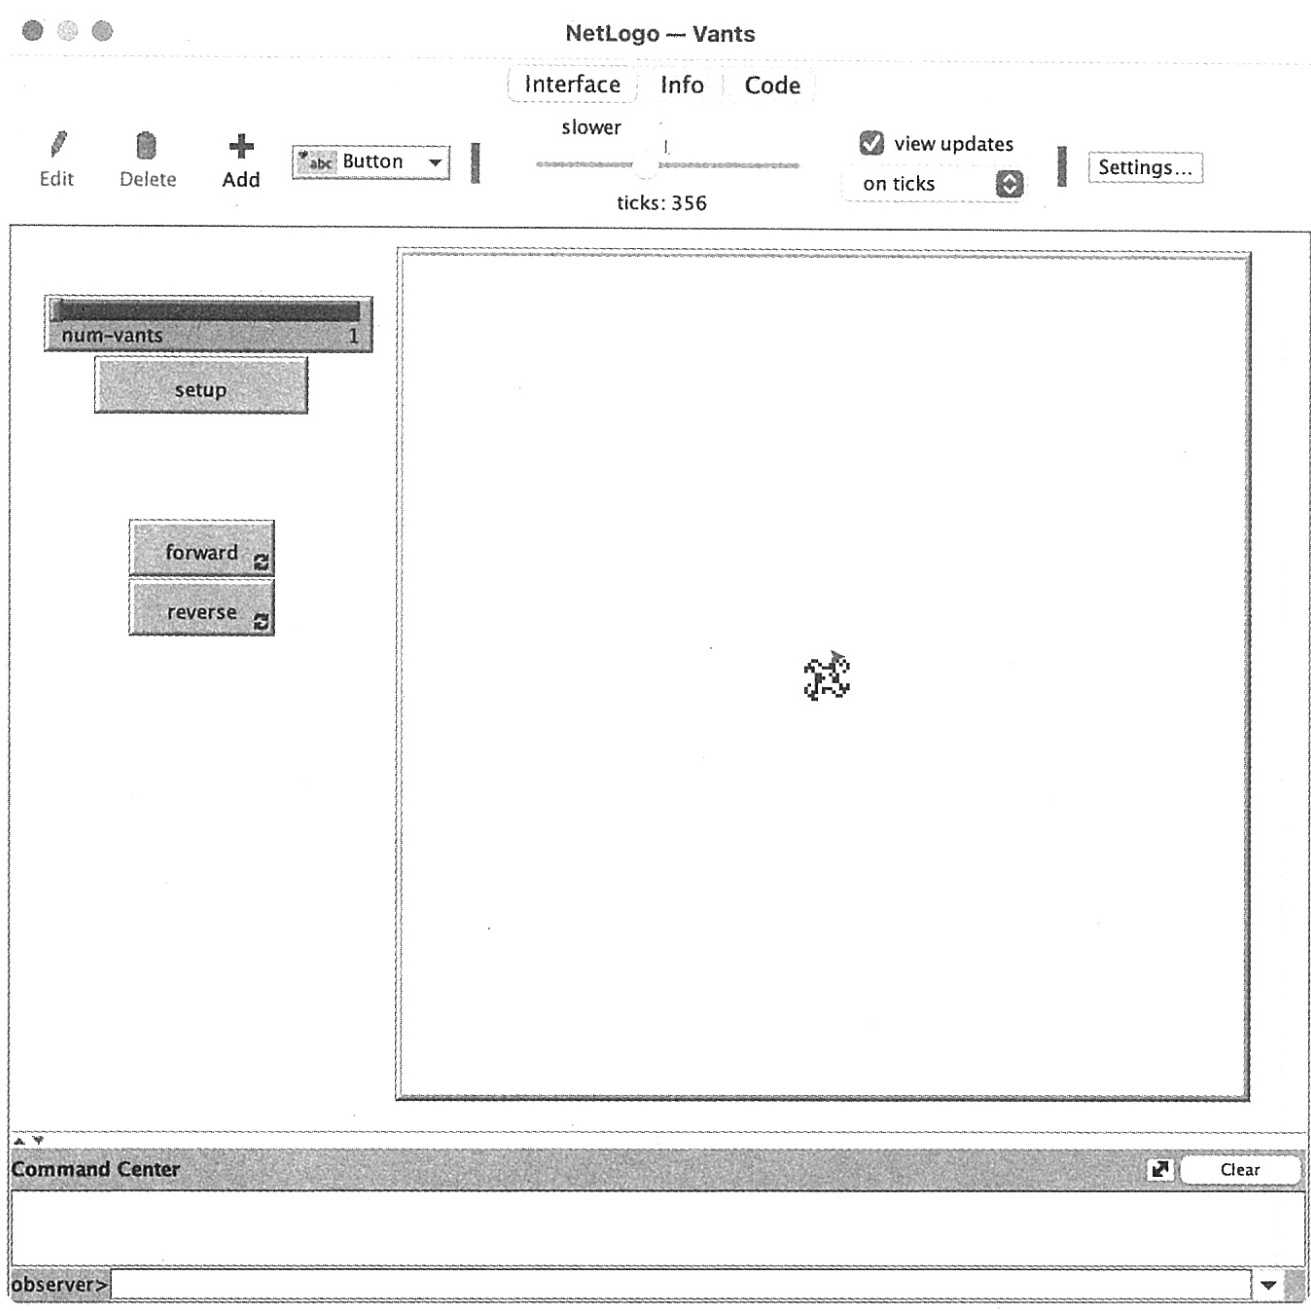 NetLogo — Vants
Interface Info Code
slower
view updates
Edit Delete Add abc Button on ticks Settings...
ticks: 356
num-vants 1
setup
forward
reverse
Command Center Clear
observer>